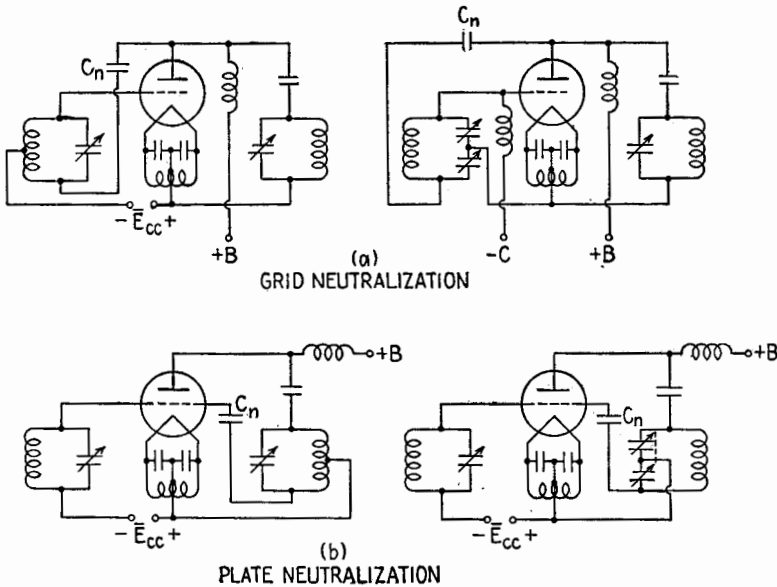 Cn
Cn
- Ecc +
+B
-C
+B
(a)
GRID NEUTRALIZATION
+B
+B
Cn
Cn
- Ecc +
- Ecc +
(b)
PLATE NEUTRALIZATION